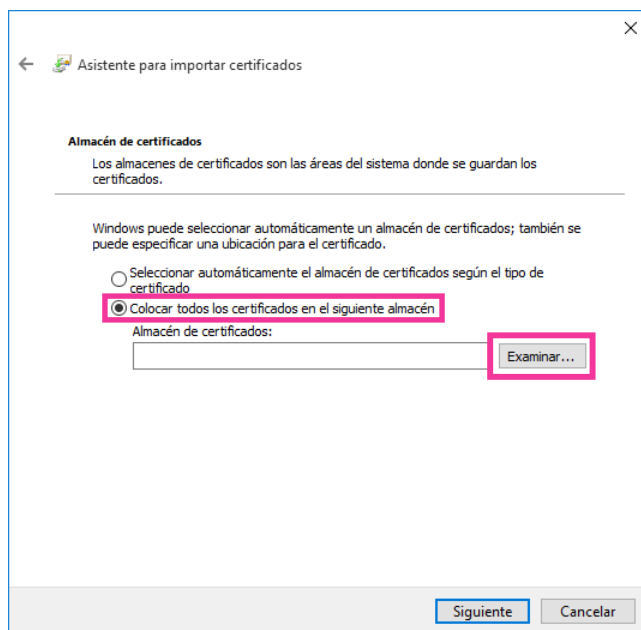 Asistente para importar certificados
Almacén de certificados
Los almacenes de certificados son las áreas del sistema donde se guardan los
certificados.
Windows puede seleccionar automáticamente un almacén de certificados; también se
puede especificar una ubicación para el certificado.
Seleccionar automáticamente el almacén de certificados según el tipo de
certificado
Colocar todos los certificados en el siguiente almacén
Almacén de certificados:
Examinar...
Siguiente Cancelar